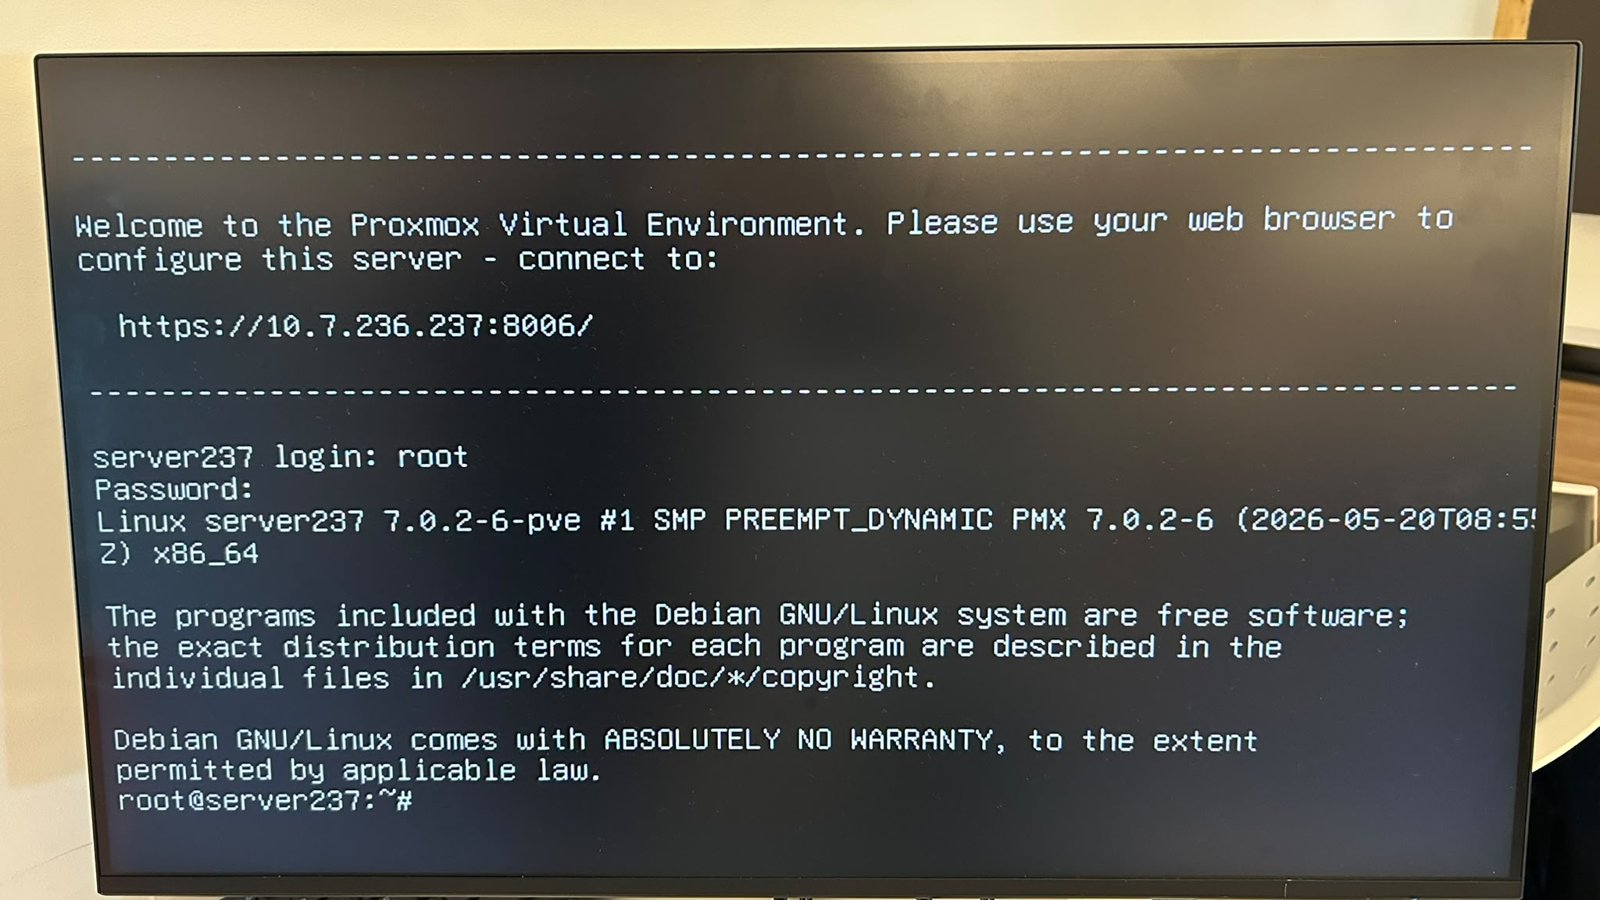 --------------------------------------------------------------------------------
Welcome to the Proxmox Virtual Environment. Please use your web browser to
configure this server - connect to:
https://10.7.236.237:8006/
--------------------------------------------------------------------------------
server237 login: root
Password:
Linux server237 7.0.2-6-pve #1 SMP PREEMPT_DYNAMIC PMX 7.0.2-6 (2026-05-20T08:5
Z) x86_64
The programs included with the Debian GNU/Linux system are free software;
the exact distribution terms for each program are described in the
individual files in /usr/share/doc/*/copyright.
Debian GNU/Linux comes with ABSOLUTELY NO WARRANTY, to the extent
permitted by applicable law.
root@server237:~#